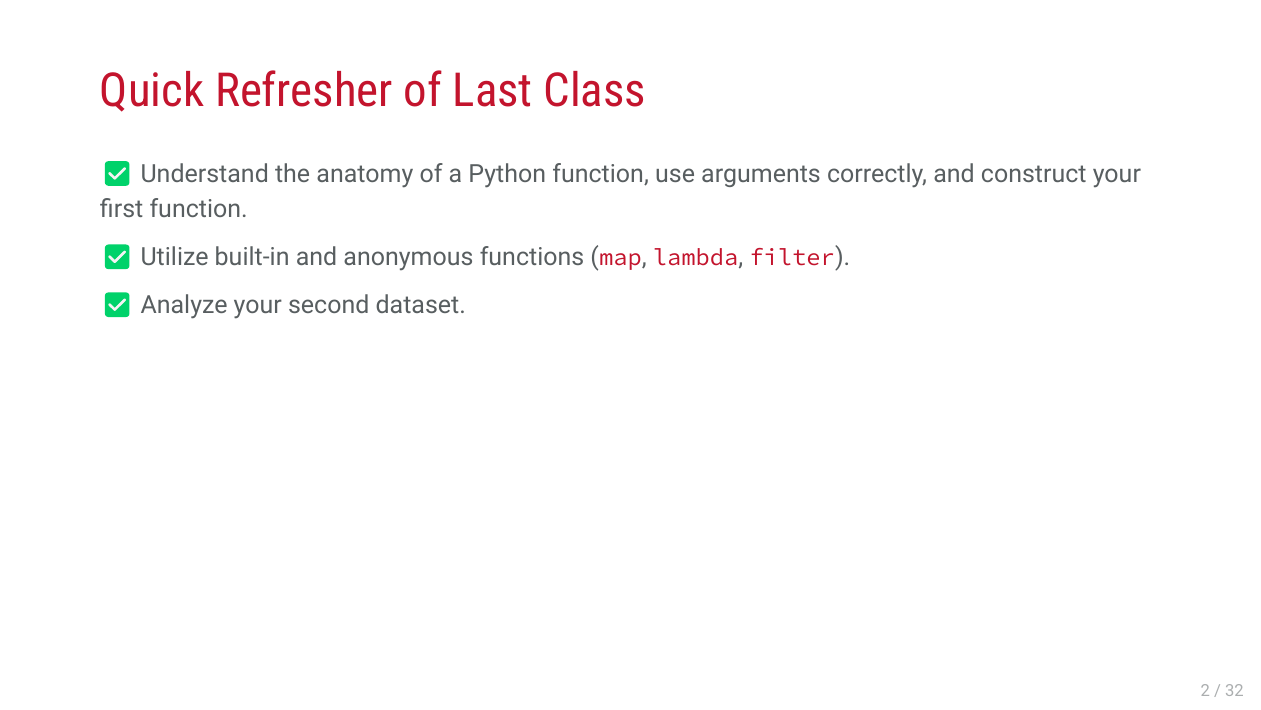 Quick Refresher of Last Class
✅ Understand the anatomy of a Python function, use arguments correctly, and construct your
first function.
✅ Utilize built-in and anonymous functions (map, lambda, filter).
✅ Analyze your second dataset.
2 / 32